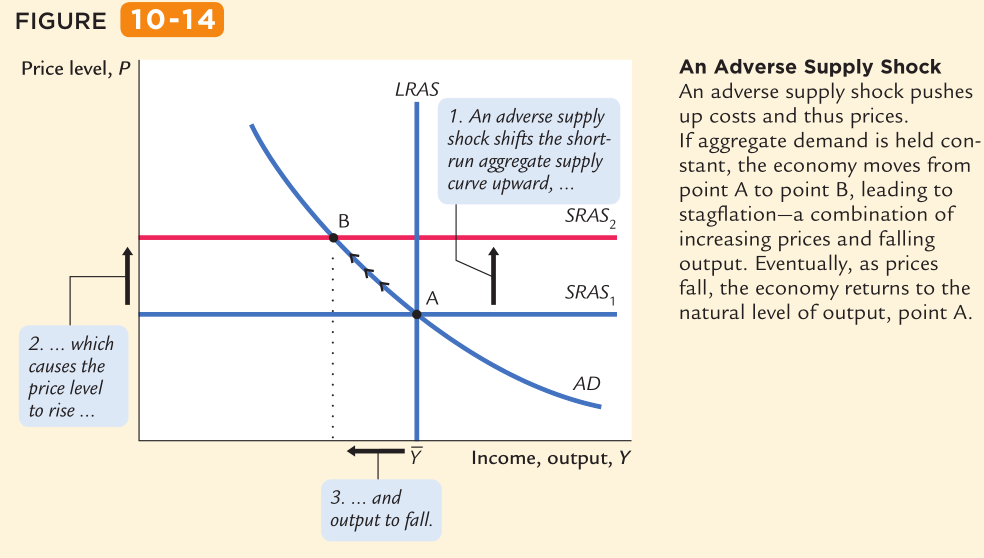 FIGURE 10-14
Price level, P
LRAS
1. An adverse supply
shock shifts the short-
run aggregate supply
curve upward, …
B
SRAS2
A
SRAS1
2. … which
causes the
price level
to rise …
AD
Y̅
Income, output, Y
3. … and
output to fall.
An Adverse Supply Shock
An adverse supply shock pushes
up costs and thus prices.
If aggregate demand is held con-
stant, the economy moves from
point A to point B, leading to
stagflation—a combination of
increasing prices and falling
output. Eventually, as prices
fall, the economy returns to the
natural level of output, point A.